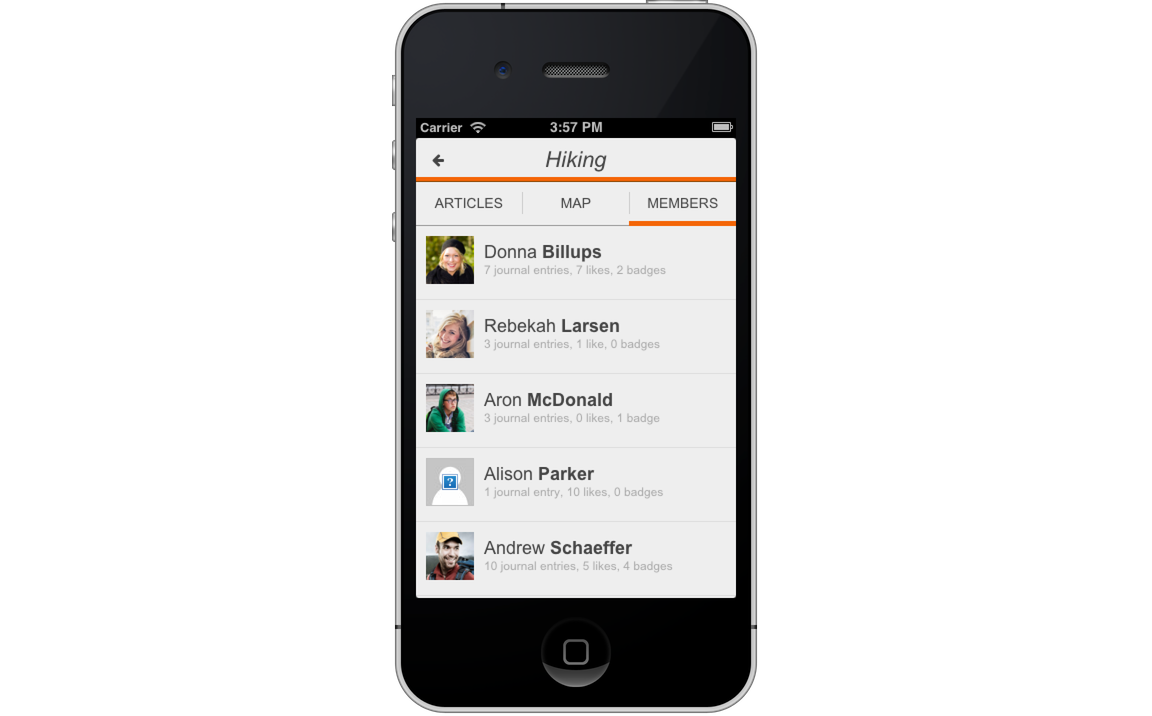 Carrier 3:57 PM
Hiking
ARTICLES MAP MEMBERS
Donna Billups
7 journal entries, 7 likes, 2 badges
Rebekah Larsen
3 journal entries, 1 like, 0 badges
Aron McDonald
3 journal entries, 0 likes, 1 badge
?
Alison Parker
1 journal entry, 10 likes, 0 badges
Andrew Schaeffer
10 journal entries, 5 likes, 4 badges